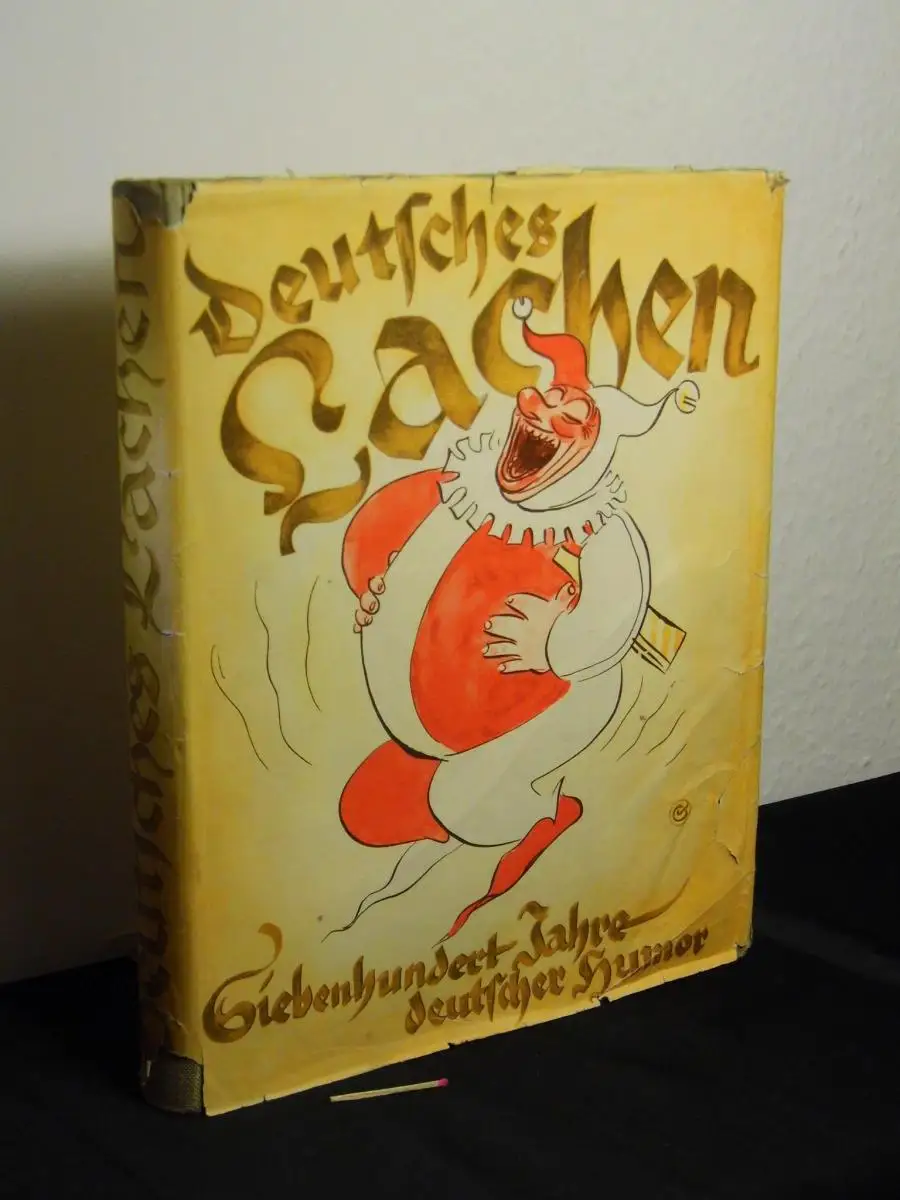 Deutsches
Lachen
Siebenhundert Jahre
deutscher Humor
Deutsches Lachen